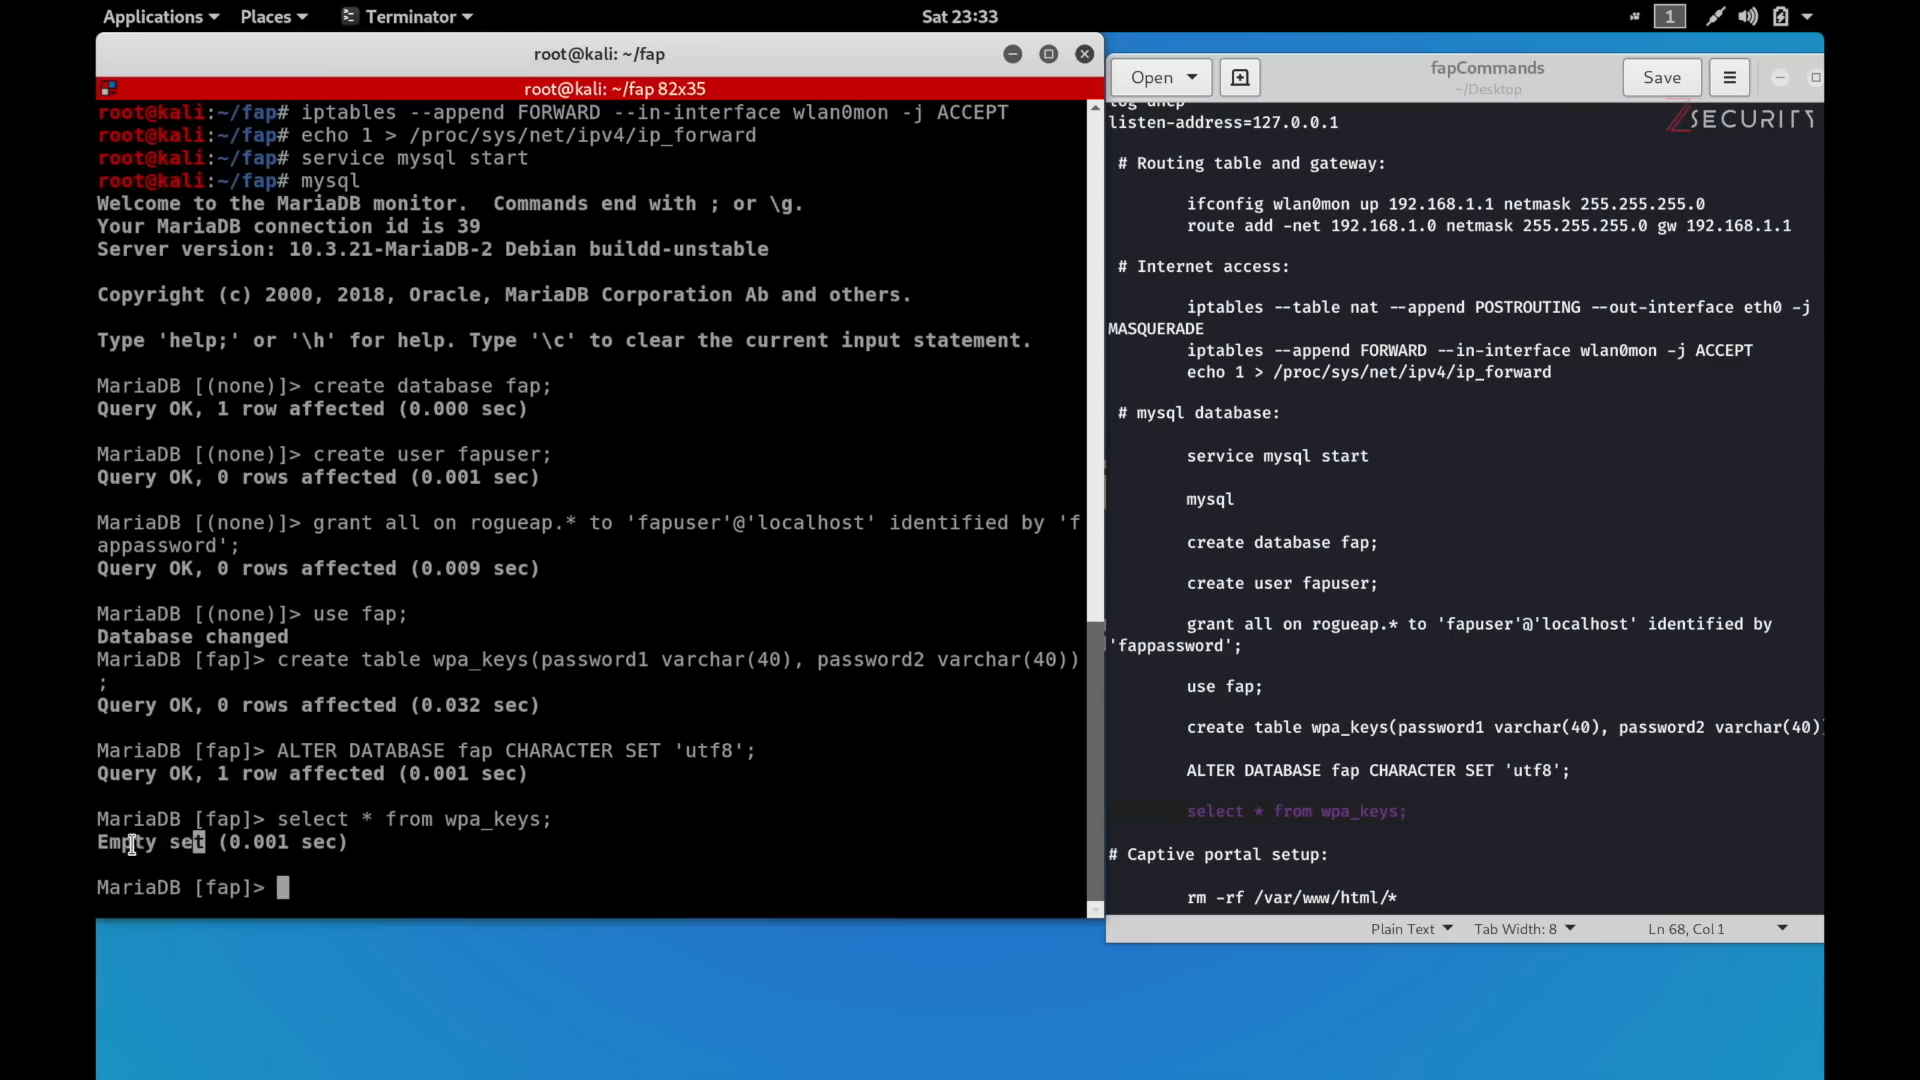 Applications Places Terminator Sat 23:33 1
root@kali: ~/fap
root@kali: ~/fap 82x35
root@kali:~/fap# iptables --append FORWARD --in-interface wlan0mon -j ACCEPT
root@kali:~/fap# echo 1 > /proc/sys/net/ipv4/ip_forward
root@kali:~/fap# service mysql start
root@kali:~/fap# mysql
Welcome to the MariaDB monitor.  Commands end with ; or \g.
Your MariaDB connection id is 39
Server version: 10.3.21-MariaDB-2 Debian buildd-unstable
Copyright (c) 2000, 2018, Oracle, MariaDB Corporation Ab and others.
Type 'help;' or '\h' for help. Type '\c' to clear the current input statement.
MariaDB [(none)]> create database fap;
Query OK, 1 row affected (0.000 sec)
MariaDB [(none)]> create user fapuser;
Query OK, 0 rows affected (0.001 sec)
MariaDB [(none)]> grant all on rogueap.* to 'fapuser'@'localhost' identified by 'f
appassword';
Query OK, 0 rows affected (0.009 sec)
MariaDB [(none)]> use fap;
Database changed
MariaDB [fap]> create table wpa_keys(password1 varchar(40), password2 varchar(40))
;
Query OK, 0 rows affected (0.032 sec)
MariaDB [fap]> ALTER DATABASE fap CHARACTER SET 'utf8';
Query OK, 1 row affected (0.001 sec)
MariaDB [fap]> select * from wpa_keys;
Empty set (0.001 sec)
MariaDB [fap]>
Open fapCommands Save
~/Desktop
log-dhcp
listen-address=127.0.0.1
SECURITY
# Routing table and gateway:
ifconfig wlan0mon up 192.168.1.1 netmask 255.255.255.0
route add -net 192.168.1.0 netmask 255.255.255.0 gw 192.168.1.1
# Internet access:
iptables --table nat --append POSTROUTING --out-interface eth0 -j
MASQUERADE
iptables --append FORWARD --in-interface wlan0mon -j ACCEPT
echo 1 > /proc/sys/net/ipv4/ip_forward
# mysql database:
service mysql start
mysql
create database fap;
create user fapuser;
grant all on rogueap.* to 'fapuser'@'localhost' identified by
'fappassword';
use fap;
create table wpa_keys(password1 varchar(40), password2 varchar(40)
ALTER DATABASE fap CHARACTER SET 'utf8';
select * from wpa_keys;
# Captive portal setup:
rm -rf /var/www/html/*
Plain Text Tab Width: 8 Ln 68, Col 1